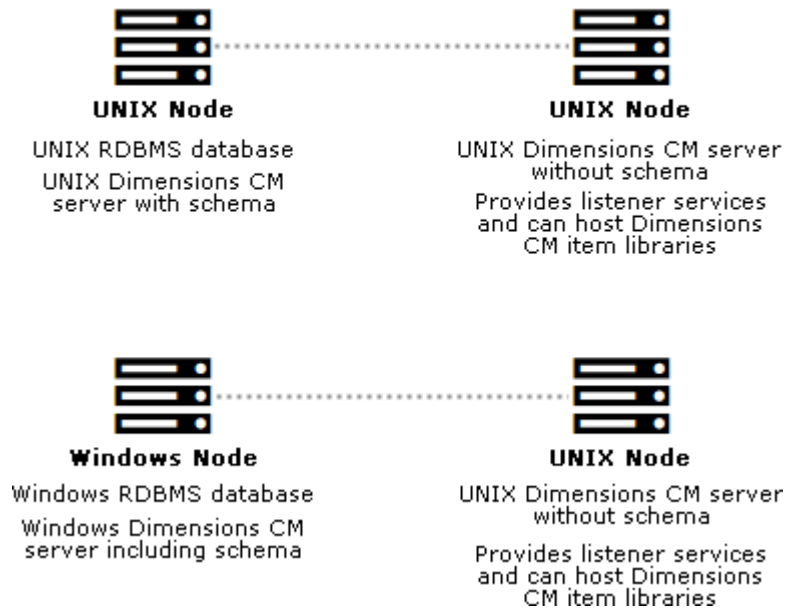 UNIX Node
UNIX RDBMS database
UNIX Dimensions CM
server with schema
UNIX Node
UNIX Dimensions CM server
without schema
Provides listener services
and can host Dimensions
CM item libraries
Windows Node
Windows RDBMS database
Windows Dimensions CM
server including schema
UNIX Node
UNIX Dimensions CM server
without schema
Provides listener services
and can host Dimensions
CM item libraries